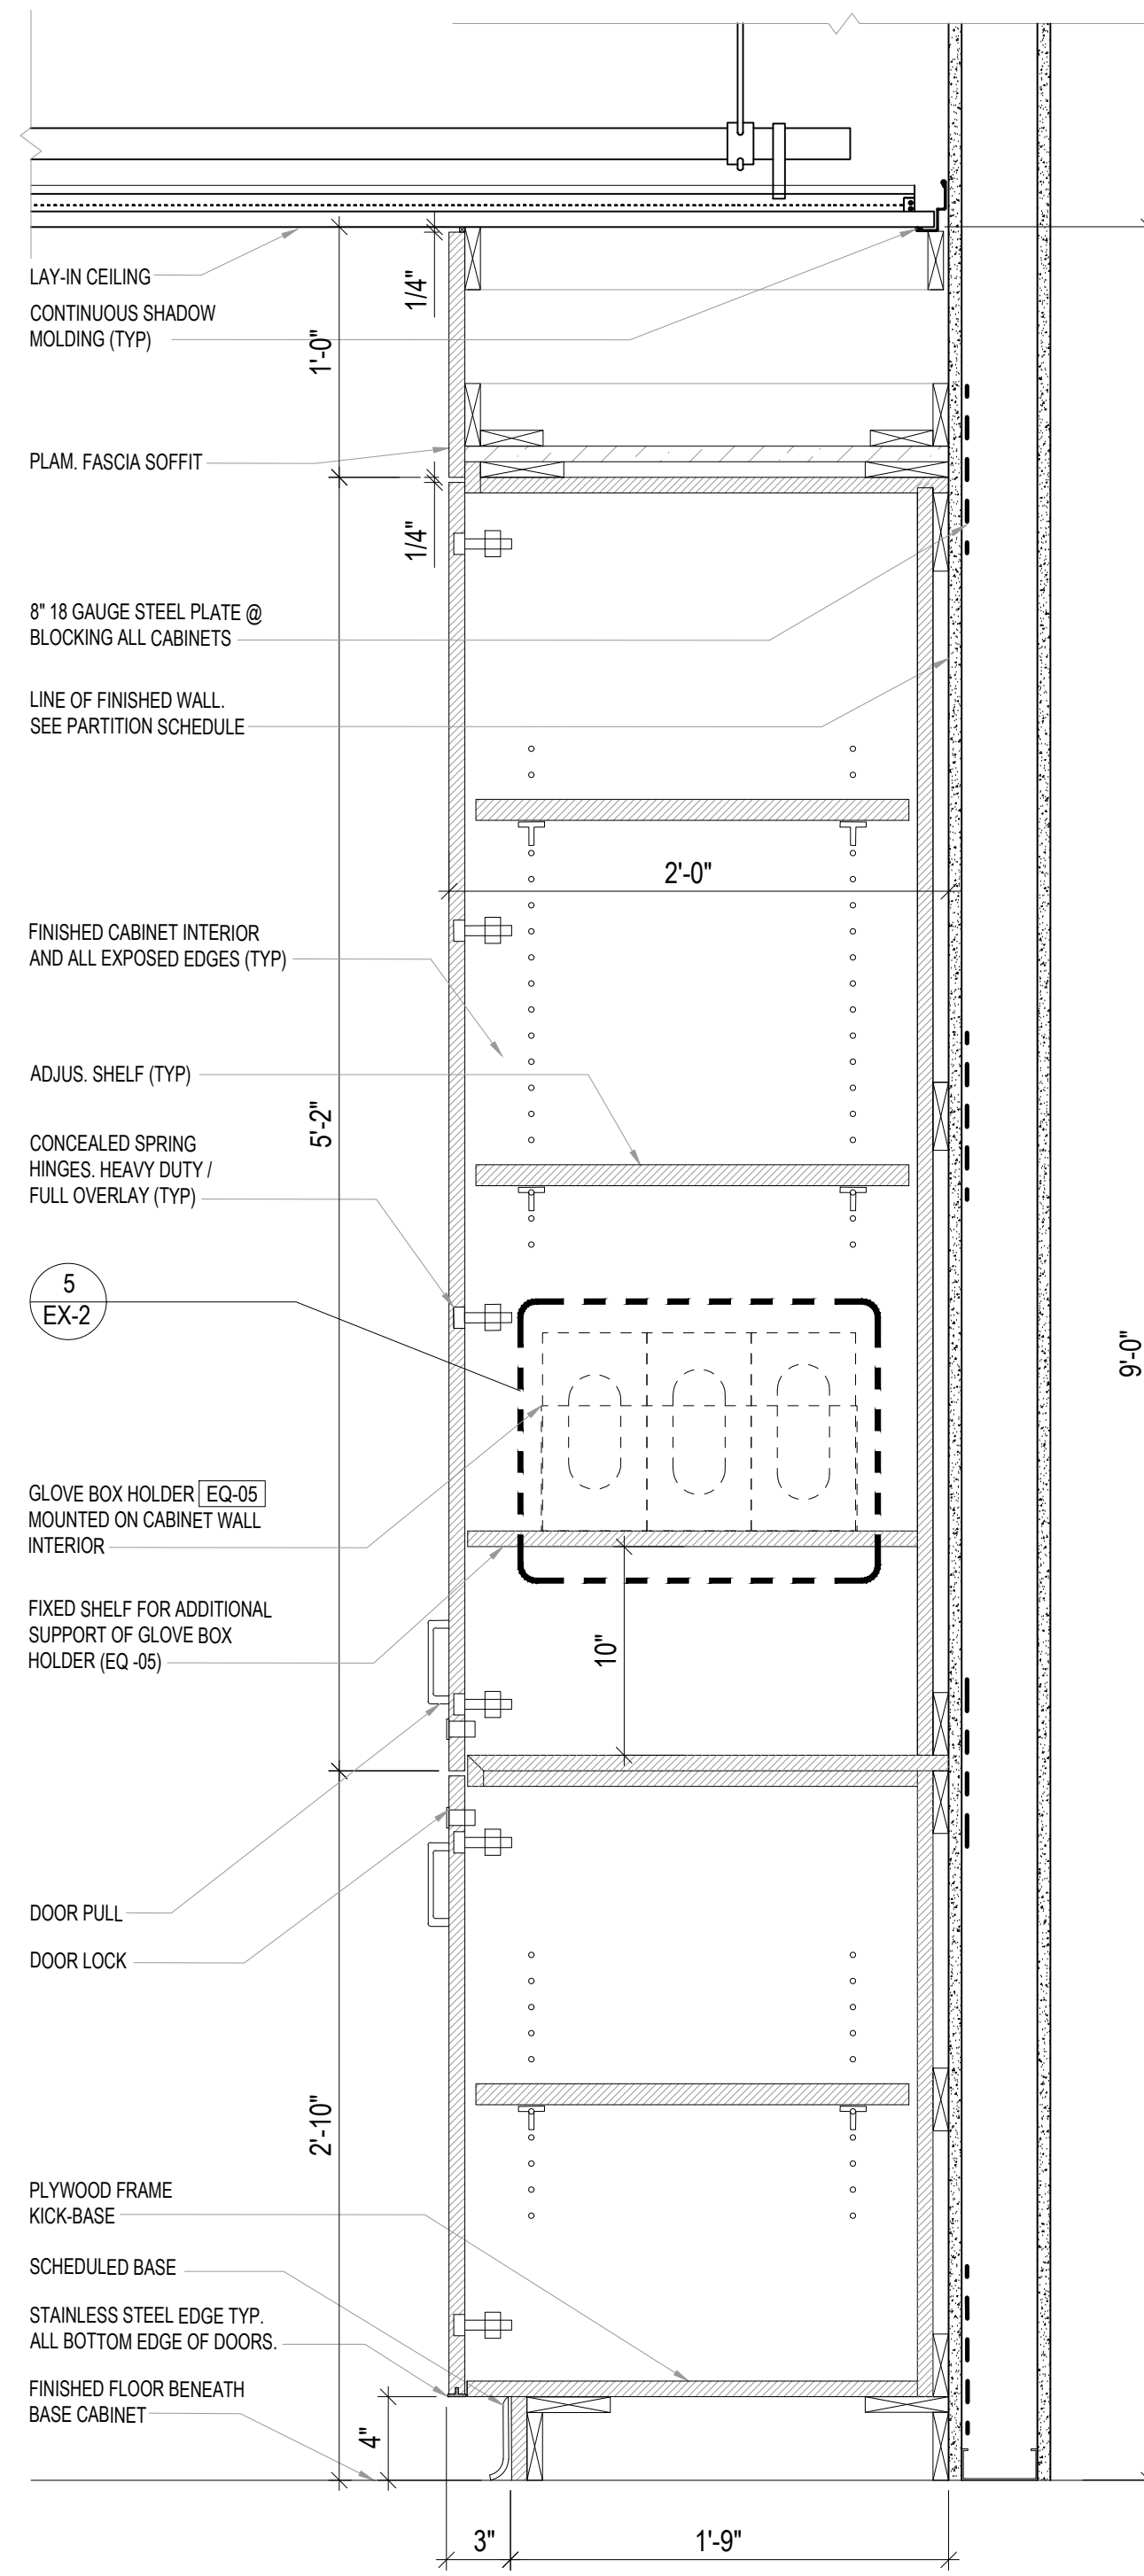 LAY-IN CEILING
CONTINUOUS SHADOW
MOLDING (TYP)
1/4"
1'-0"
PLAM. FASCIA SOFFIT
1/4"
8" 18 GAUGE STEEL PLATE @
BLOCKING ALL CABINETS
LINE OF FINISHED WALL.
SEE PARTITION SCHEDULE
2'-0"
FINISHED CABINET INTERIOR
AND ALL EXPOSED EDGES (TYP)
ADJUS. SHELF (TYP)
5'-2"
CONCEALED SPRING
HINGES. HEAVY DUTY /
FULL OVERLAY (TYP)
5
EX-2
9'-0"
GLOVE BOX HOLDER EQ-05
MOUNTED ON CABINET WALL
INTERIOR
FIXED SHELF FOR ADDITIONAL
SUPPORT OF GLOVE BOX
HOLDER (EQ -05)
10"
DOOR PULL
DOOR LOCK
2'-10"
PLYWOOD FRAME
KICK-BASE
SCHEDULED BASE
STAINLESS STEEL EDGE TYP.
ALL BOTTOM EDGE OF DOORS.
FINISHED FLOOR BENEATH
BASE CABINET
4"
3"
1'-9"